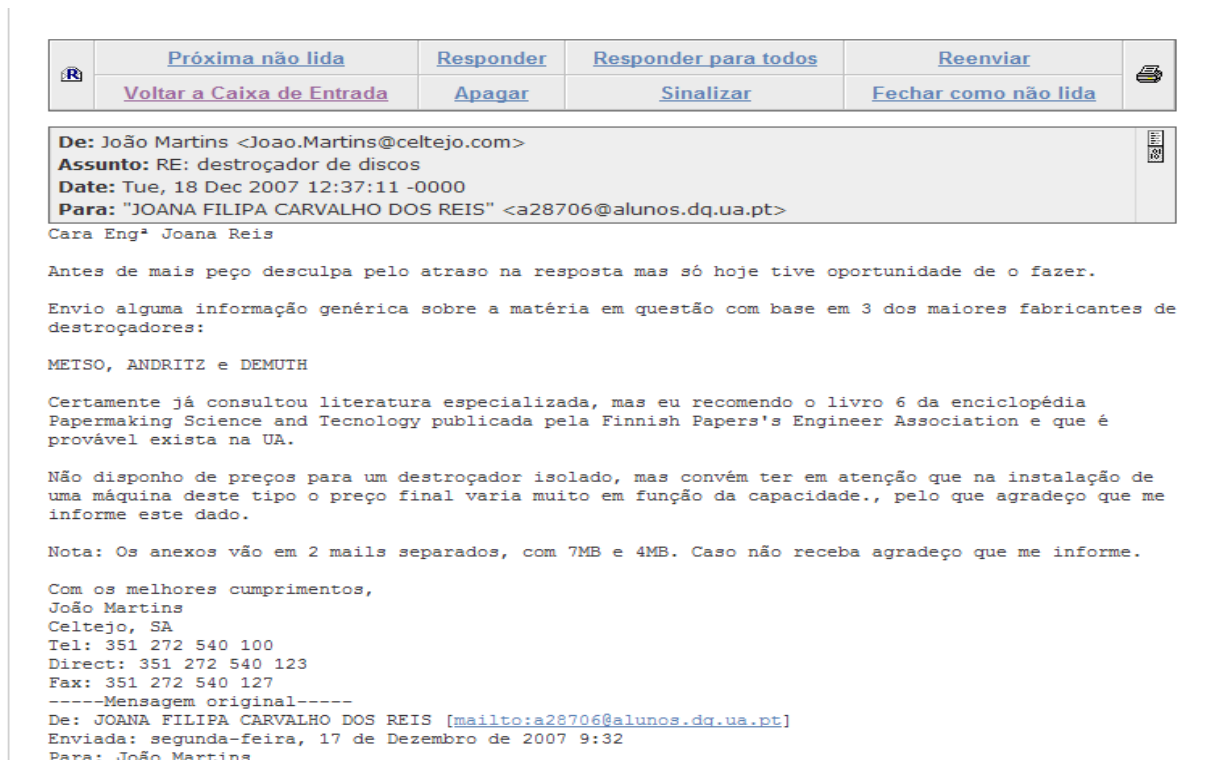 Próxima não lida Responder Responder para todos Reenviar
Voltar a Caixa de Entrada Apagar Sinalizar Fechar como não lida
De: João Martins <Joao.Martins@celtejo.com>
Assunto: RE: destroçador de discos
Date: Tue, 18 Dec 2007 12:37:11 -0000
Para: "JOANA FILIPA CARVALHO DOS REIS" <a28706@alunos.dq.ua.pt>
Cara Engª Joana Reis
Antes de mais peço desculpa pelo atraso na resposta mas só hoje tive oportunidade de o fazer.
Envio alguma informação genérica sobre a matéria em questão com base em 3 dos maiores fabricantes de
destroçadores:
METSO, ANDRITZ e DEMUTH
Certamente já consultou literatura especializada, mas eu recomendo o livro 6 da enciclopédia
Papermaking Science and Tecnology publicada pela Finnish Papers's Engineer Association e que é
provável exista na UA.
Não disponho de preços para um destroçador isolado, mas convém ter em atenção que na instalação de
uma máquina deste tipo o preço final varia muito em função da capacidade., pelo que agradeço que me
informe este dado.
Nota: Os anexos vão em 2 mails separados, com 7MB e 4MB. Caso não receba agradeço que me informe.
Com os melhores cumprimentos,
João Martins
Celtejo, SA
Tel: 351 272 540 100
Direct: 351 272 540 123
Fax: 351 272 540 127
-----Mensagem original-----
De: JOANA FILIPA CARVALHO DOS REIS [mailto:a28706@alunos.dq.ua.pt]
Enviada: segunda-feira, 17 de Dezembro de 2007 9:32
Para: João Martins